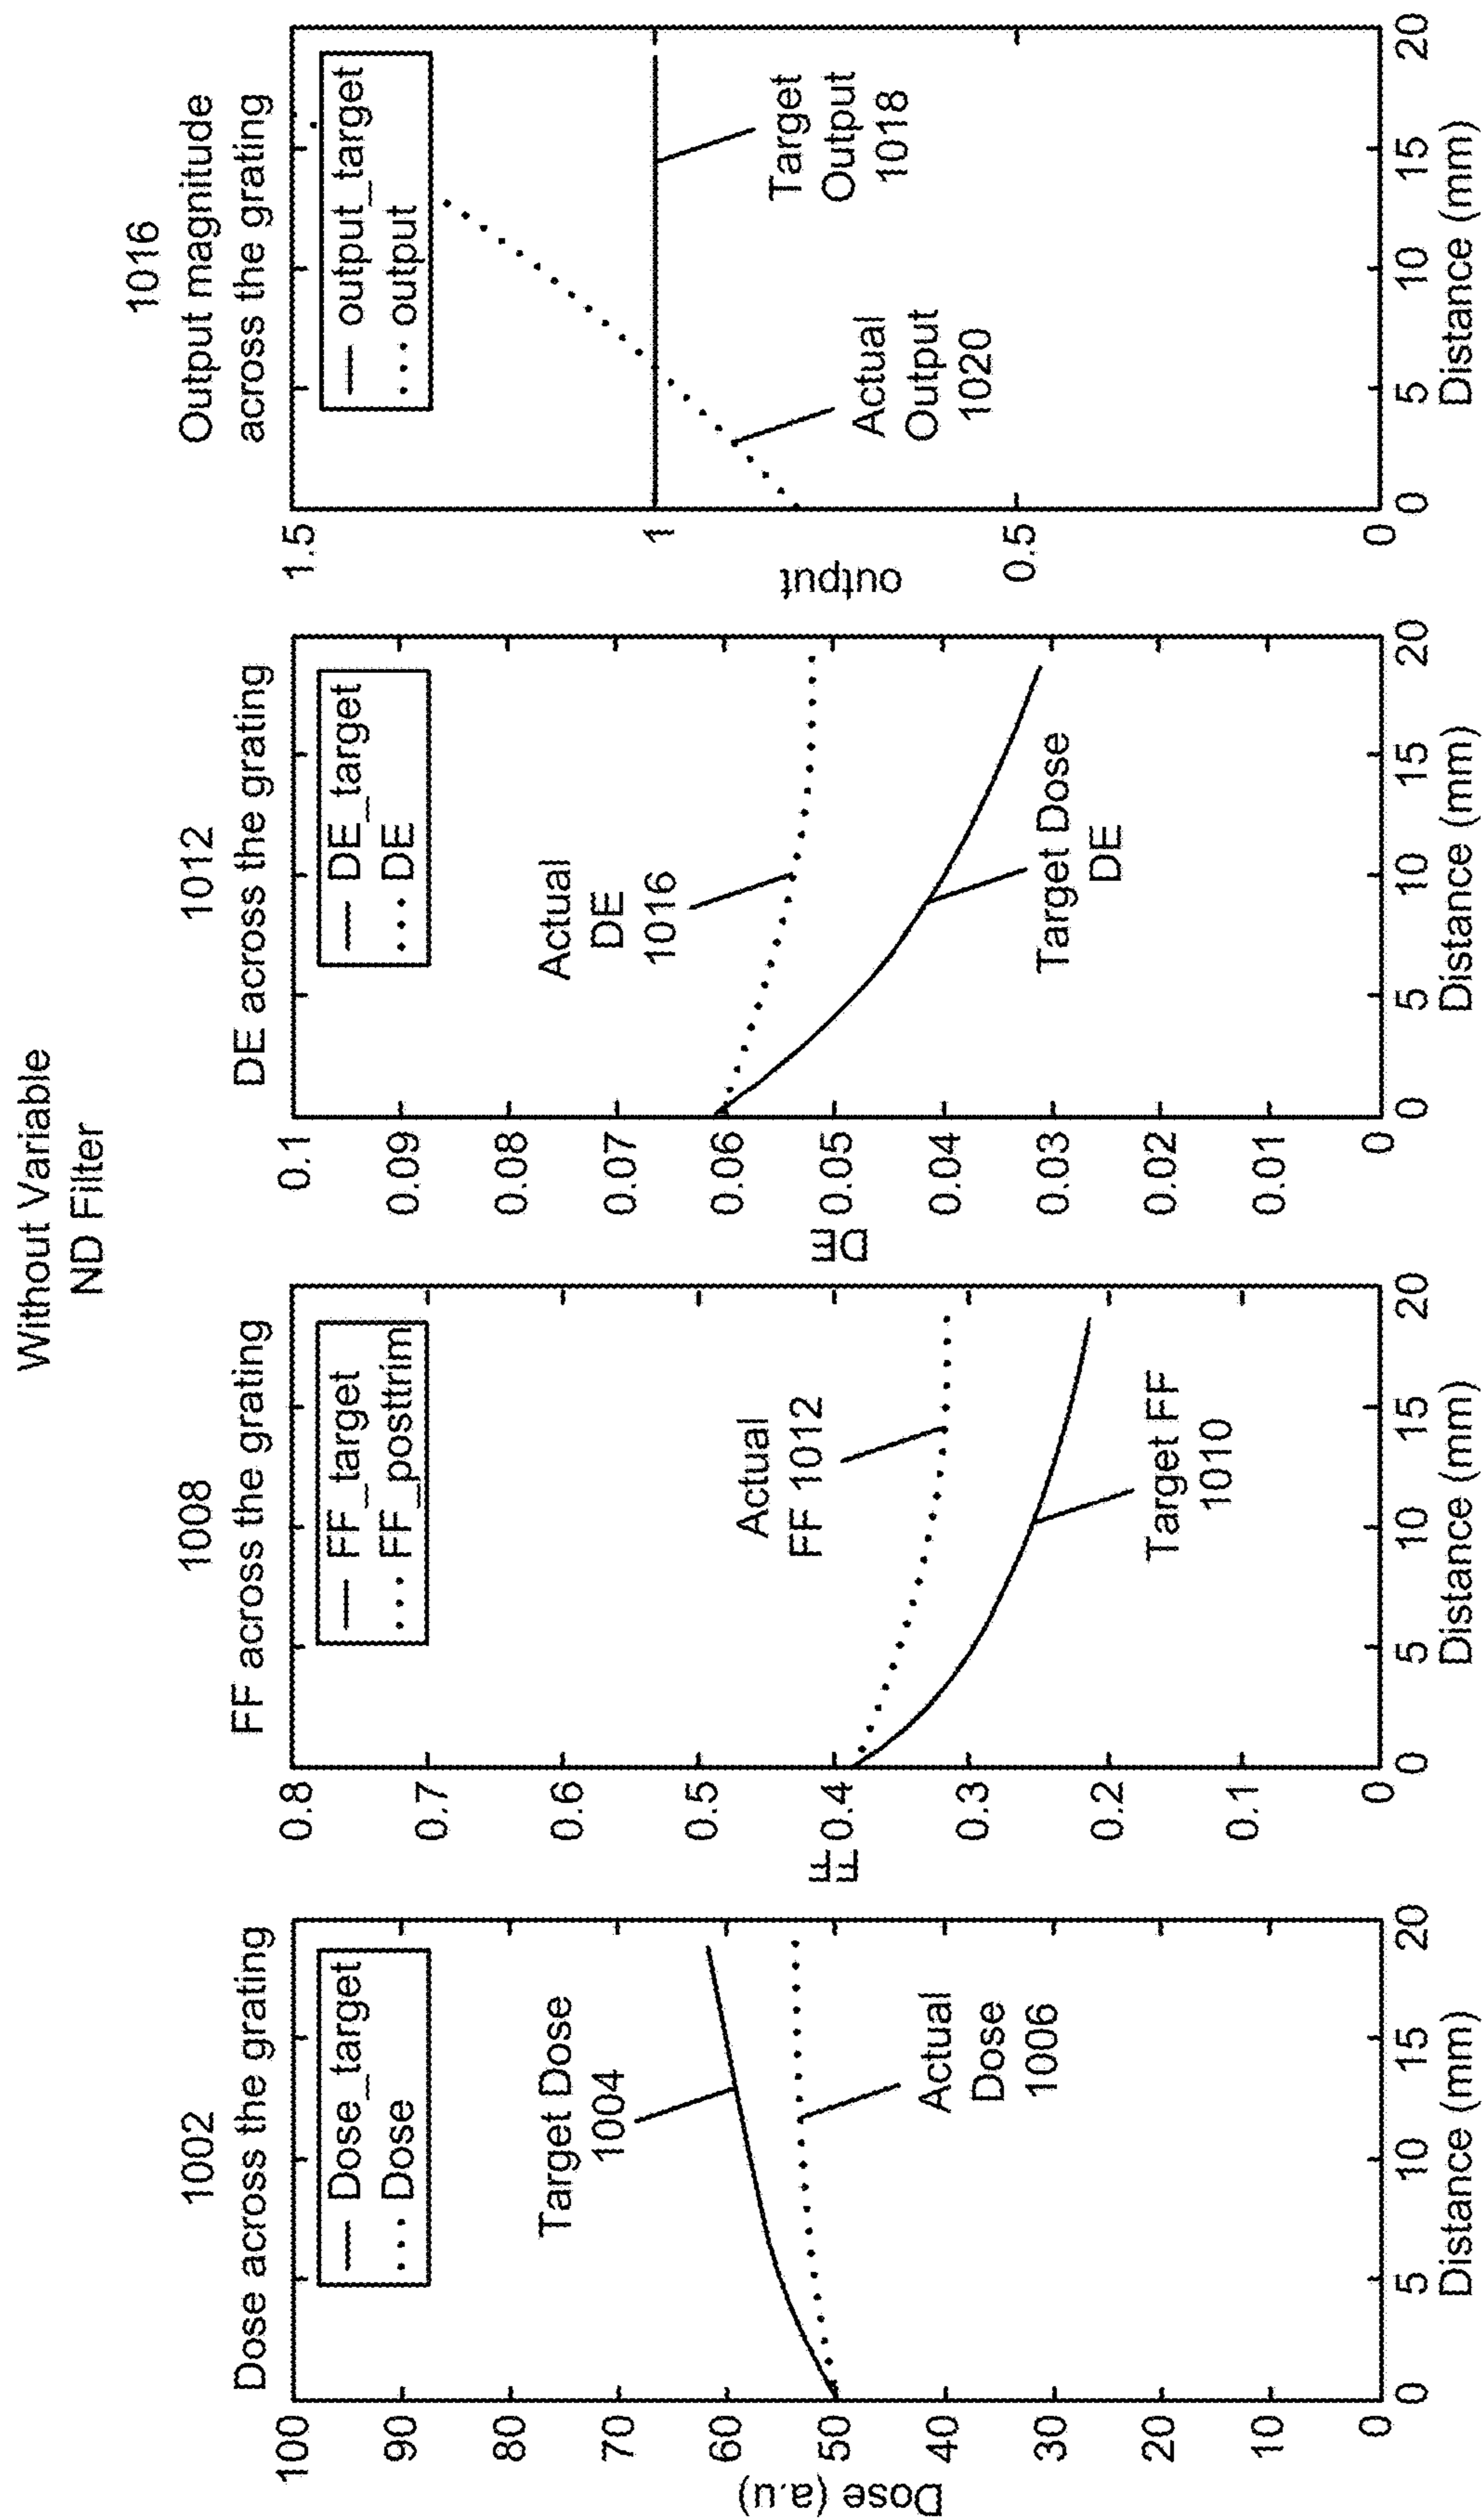 Without Variable
ND Filter
1002
Dose across the grating
Dose_target
Dose
Target Dose
1004
Actual
Dose
1006
100
90
80
70
60
50
40
30
20
10
0
Dose (a.u)
0 5 10 15 20
Distance (mm)
1008
FF across the grating
FF_target
FF_posttrim
Actual
FF 1012
Target FF
1010
0.8
0.7
0.6
0.5
0.4
0.3
0.2
0.1
0
FF
0 5 10 15 20
Distance (mm)
1012
DE across the grating
DE_target
DE
Actual
DE
1016
Target Dose
DE
0.1
0.09
0.08
0.07
0.06
0.05
0.04
0.03
0.02
0.01
0
DE
0 5 10 15 20
Distance (mm)
1016
Output magnitude
across the grating
output_target
output
Target
Output
1018
Actual
Output
1020
1.5
1
0.5
0
output
0 5 10 15 20
Distance (mm)